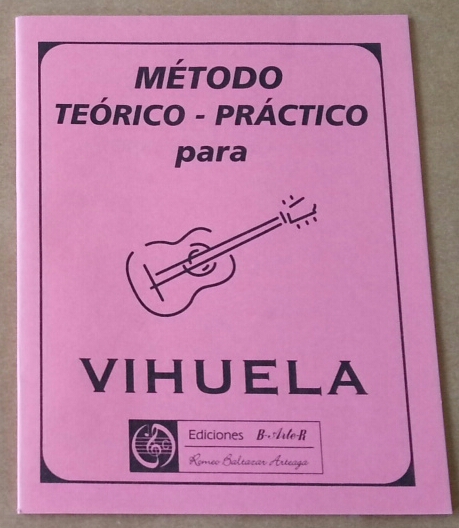 MÉTODO
TEÓRICO - PRÁCTICO
para
VIHUELA
Ediciones B-Arte-R
Romeo Baltazar Arteaga